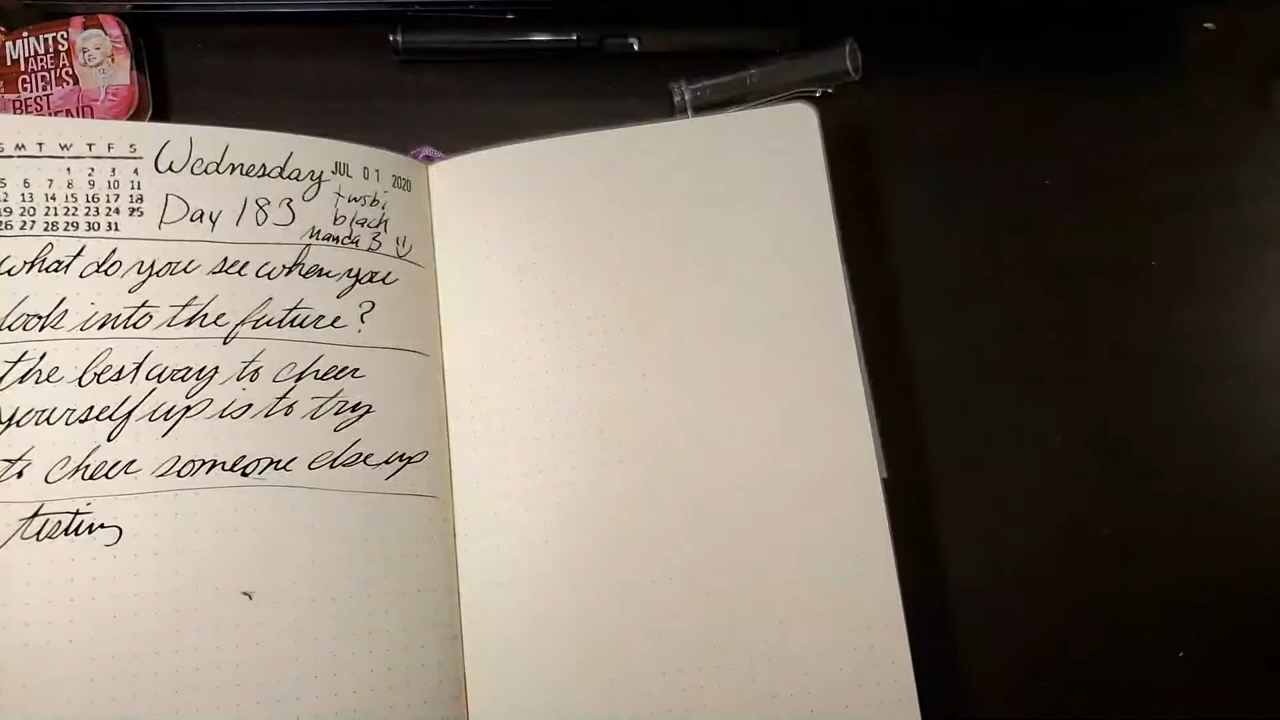 MINTS
ARE A
GIRL'S
BEST
S M T W T F S
1 2 3 4
5 6 7 8 9 10 11
12 13 14 15 16 17 18
19 20 21 22 23 24 25
26 27 28 29 30 31
Wednesday
JUL 01 2020
Day 183
twsbi
black
Manda B
what do you see when you
look into the future?
the best way to cheer
yourself up is to try
to cheer someone else up
testing